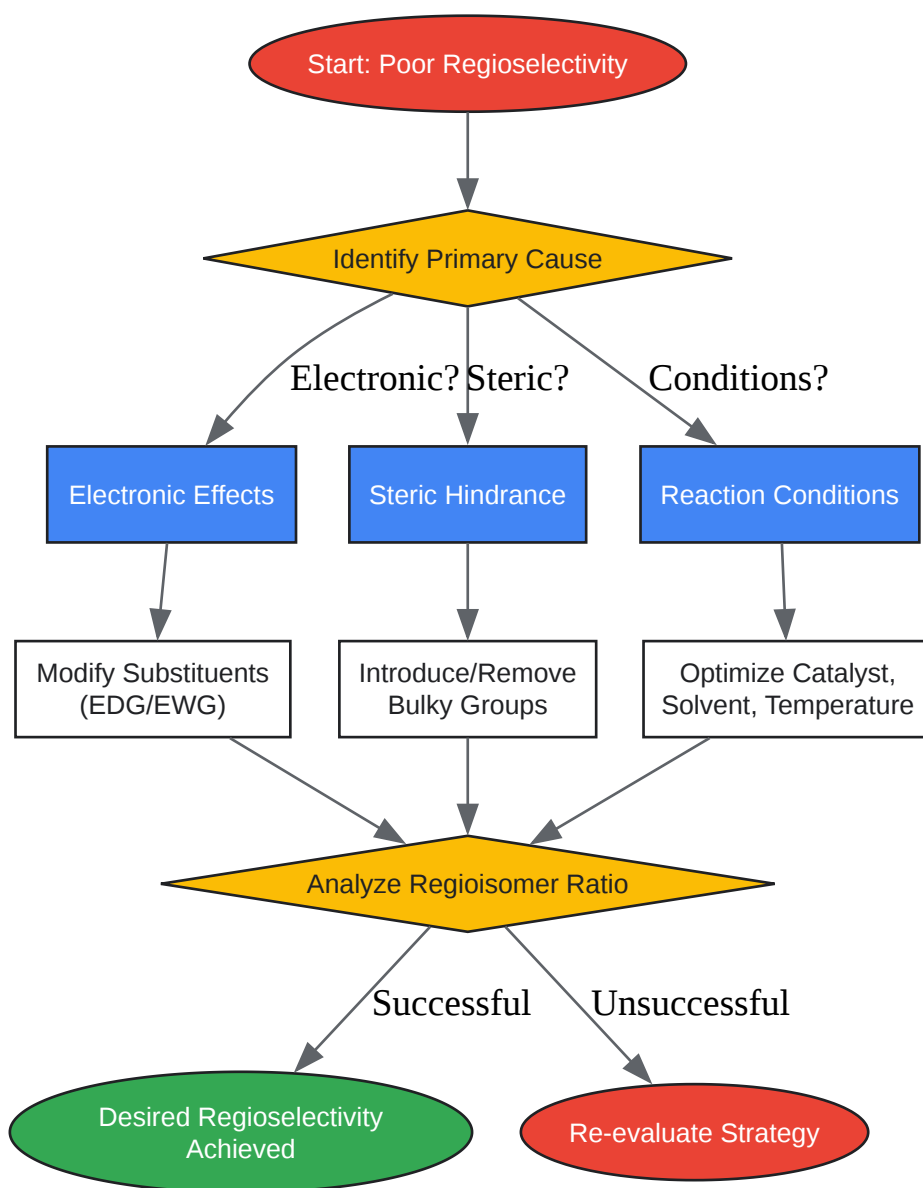 Start: Poor Regioselectivity
Identify Primary Cause
Electronic?
Steric?
Conditions?
Electronic Effects
Steric Hindrance
Reaction Conditions
Modify Substituents
(EDG/EWG)
Introduce/Remove
Bulky Groups
Optimize Catalyst,
Solvent, Temperature
Analyze Regioisomer Ratio
Successful
Unsuccessful
Desired Regioselectivity
Achieved
Re-evaluate Strategy